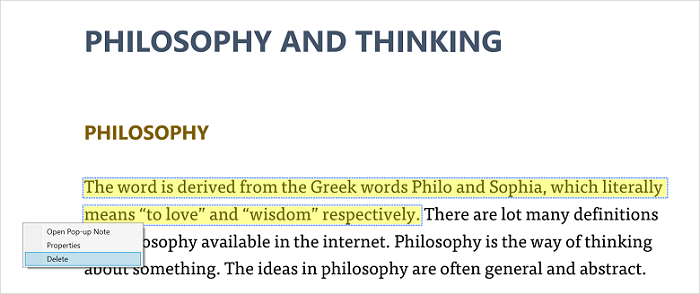 PHILOSOPHY AND THINKING
PHILOSOPHY
The word is derived from the Greek words Philo and Sophia, which literally
means “to love” and “wisdom” respectively. There are lot many definitions
Open Pop-up Note
osophy available in the internet. Philosophy is the way of thinking
Properties
Delete
about something. The ideas in philosophy are often general and abstract.